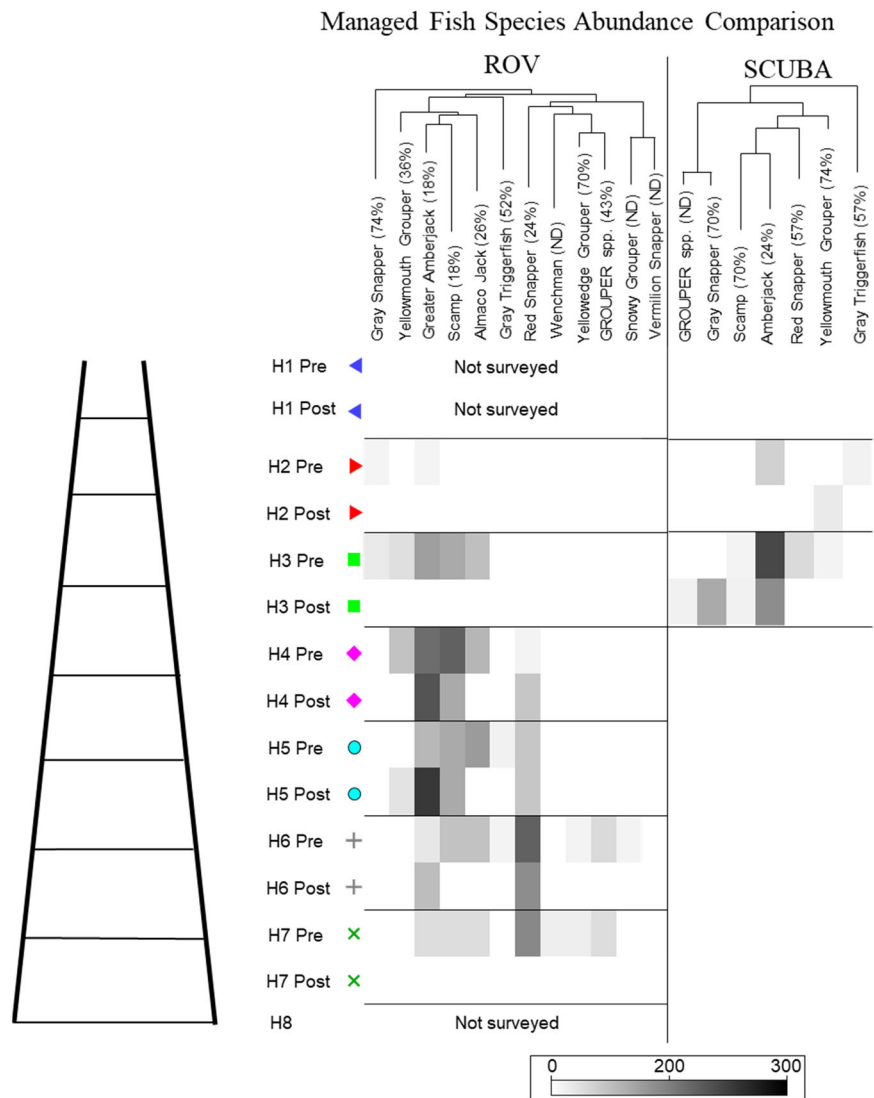 Managed Fish Species Abundance Comparison
ROV
SCUBA
Gray Snapper (74%)
Yellowmouth Grouper (36%)
Greater Amberjack (18%)
Scamp (18%)
Almaco Jack (26%)
Gray Triggerfish (52%)
Red Snapper (24%)
Wenchman (ND)
Yellowedge Grouper (70%)
GROUPER spp. (43%)
Snowy Grouper (ND)
Vermilion Snapper (ND)
GROUPER spp. (ND)
Gray Snapper (70%)
Scamp (70%)
Amberjack (24%)
Red Snapper (57%)
Yellowmouth Grouper (74%)
Gray Triggerfish (57%)
H1 Pre Not surveyed
H1 Post Not surveyed
H2 Pre
H2 Post
H3 Pre
H3 Post
H4 Pre
H4 Post
H5 Pre
H5 Post
H6 Pre
H6 Post
H7 Pre
H7 Post
H8 Not surveyed
0 200 300